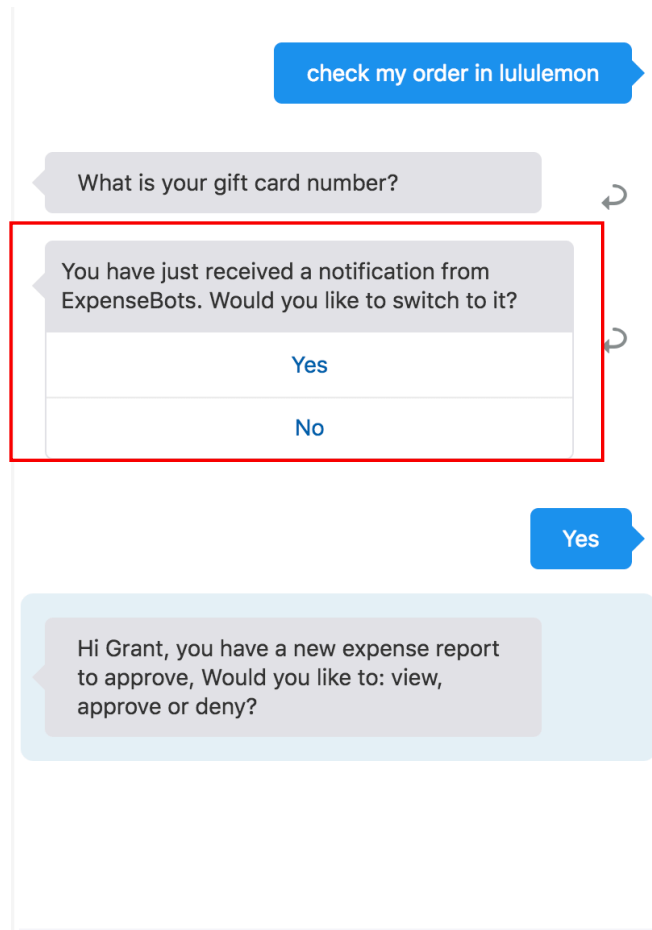 check my order in lululemon
What is your gift card number?
You have just received a notification from
ExpenseBots. Would you like to switch to it?
Yes
No
Yes
Hi Grant, you have a new expense report
to approve, Would you like to: view,
approve or deny?